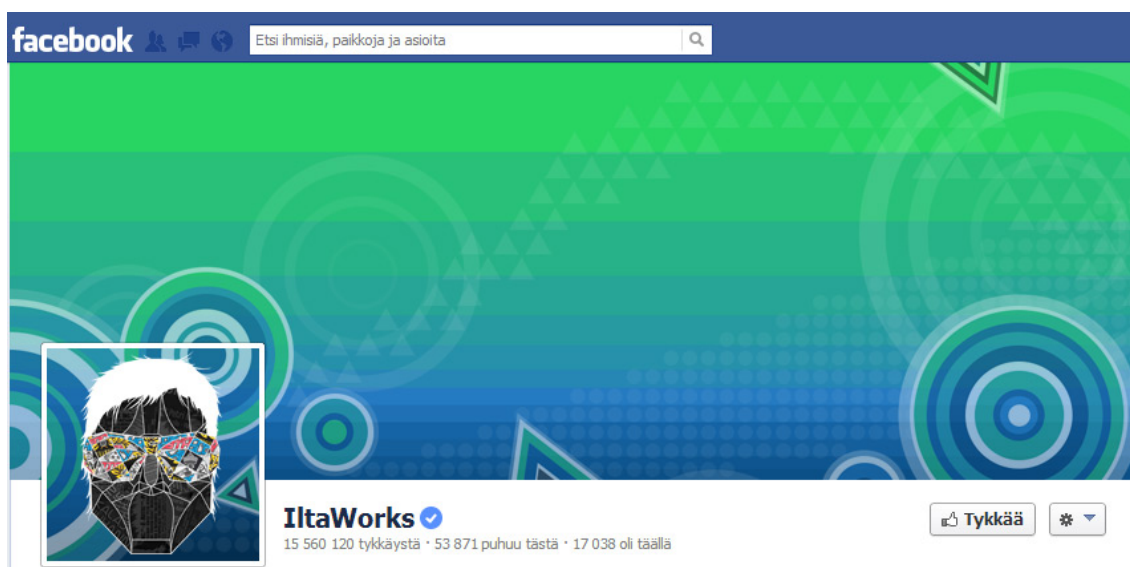 facebook Etsi ihmisiä, paikkoja ja asioita
IltaWorks
Tykkää
15 560 120 tykkäystä · 53 871 puhuu tästä · 17 038 oli täällä